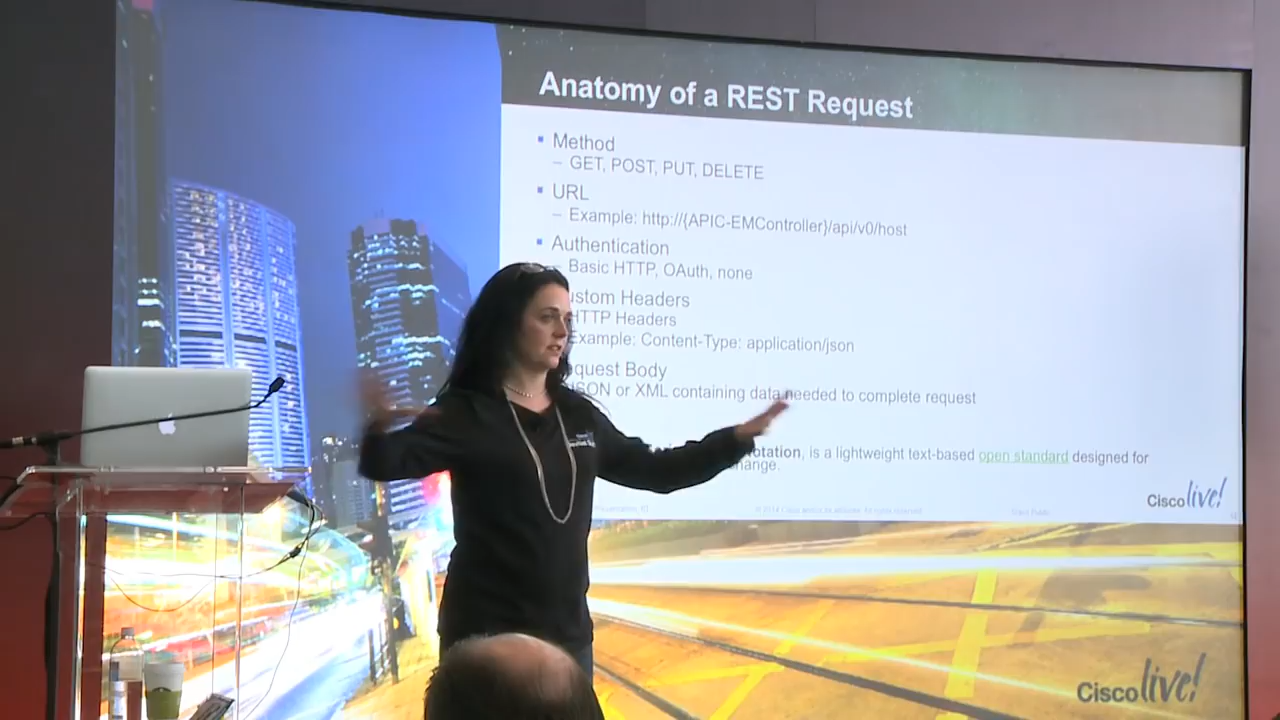 Anatomy of a REST Request
▪ Method
– GET, POST, PUT, DELETE
▪ URL
– Example: http://{APIC-EMController}/api/v0/host
▪ Authentication
– Basic HTTP, OAuth, none
ustom Headers
HTTP Headers
Example: Content-Type: application/json
quest Body
JSON or XML containing data needed to complete request
otation, is a lightweight text-based open standard designed for
hange.
Cisco live!
Cisco live!